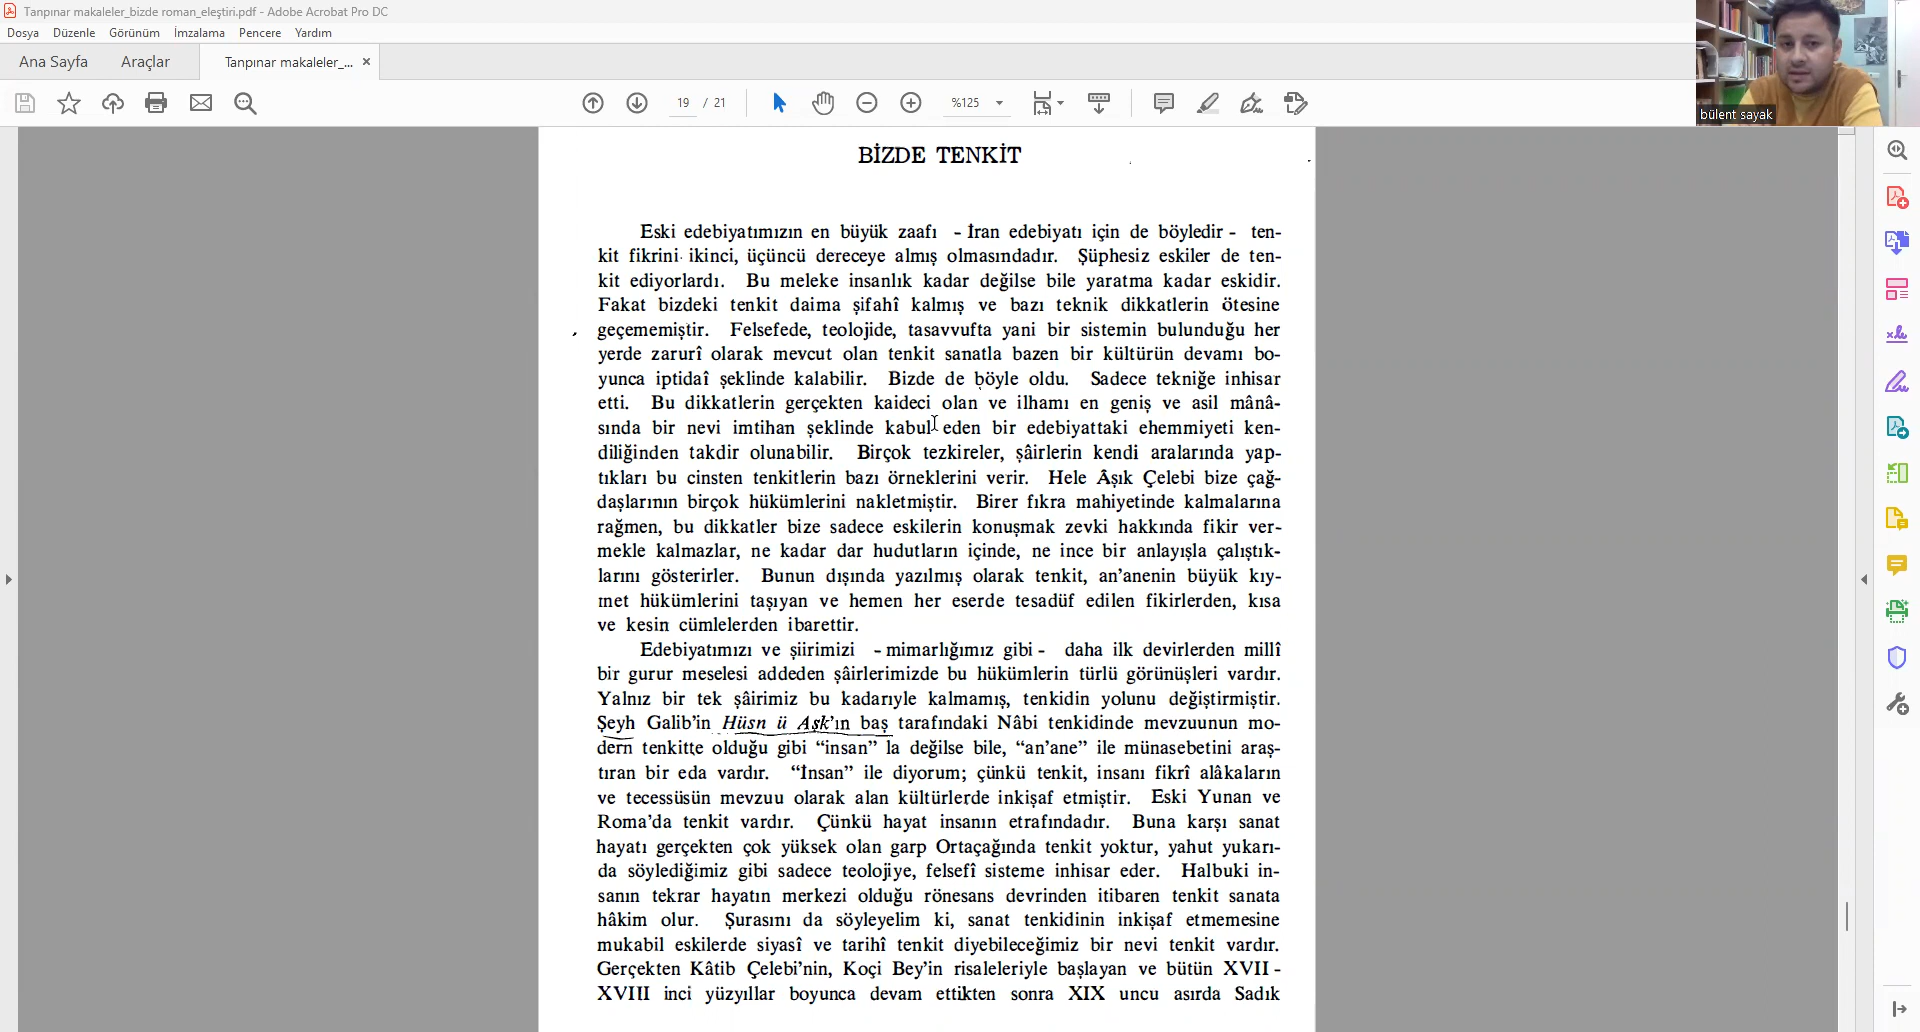 Tanpınar makaleler_bizde roman_eleştiri.pdf - Adobe Acrobat Pro DC
Dosya Düzenle Görünüm İmzalama Pencere Yardım
Ana Sayfa Araçlar Tanpınar makaleler_... ×
19 / 21 %125
bülent sayak
BİZDE TENKİT
Eski edebiyatımızın en büyük zaafı - İran edebiyatı için de böyledir - ten-
kit fikrini ikinci, üçüncü dereceye almış olmasındadır. Şüphesiz eskiler de ten-
kit ediyorlardı. Bu meleke insanlık kadar değilse bile yaratma kadar eskidir.
Fakat bizdeki tenkit daima şifahî kalmış ve bazı teknik dikkatlerin ötesine
geçememiştir. Felsefede, teolojide, tasavvufta yani bir sistemin bulunduğu her
yerde zarurî olarak mevcut olan tenkit sanatla bazen bir kültürün devamı bo-
yunca iptidaî şeklinde kalabilir. Bizde de böyle oldu. Sadece tekniğe inhisar
etti. Bu dikkatlerin gerçekten kaideci olan ve ilhamı en geniş ve asil mânâ-
sında bir nevi imtihan şeklinde kabul eden bir edebiyattaki ehemmiyeti ken-
diliğinden takdir olunabilir. Birçok tezkireler, şâirlerin kendi aralarında yap-
tıkları bu cinsten tenkitlerin bazı örneklerini verir. Hele Âşık Çelebi bize çağ-
daşlarının birçok hükümlerini nakletmiştir. Birer fıkra mahiyetinde kalmalarına
rağmen, bu dikkatler bize sadece eskilerin konuşmak zevki hakkında fikir ver-
mekle kalmazlar, ne kadar dar hudutların içinde, ne ince bir anlayışla çalıştık-
larını gösterirler. Bunun dışında yazılmış olarak tenkit, an'anenin büyük kıy-
met hükümlerini taşıyan ve hemen her eserde tesadüf edilen fikirlerden, kısa
ve kesin cümlelerden ibarettir.
Edebiyatımızı ve şiirimizi - mimarlığımız gibi - daha ilk devirlerden millî
bir gurur meselesi addeden şâirlerimizde bu hükümlerin türlü görünüşleri vardır.
Yalnız bir tek şâirimiz bu kadarıyle kalmamış, tenkidin yolunu değiştirmiştir.
Şeyh Galib'in Hüsn ü Aşk'ın baş tarafındaki Nâbi tenkidinde mevzuunun mo-
dern tenkitte olduğu gibi “insan” la değilse bile, “an'ane” ile münasebetini araş-
tıran bir eda vardır. “İnsan” ile diyorum; çünkü tenkit, insanı fikrî alâkaların
ve tecessüsün mevzuu olarak alan kültürlerde inkişaf etmiştir. Eski Yunan ve
Roma'da tenkit vardır. Çünkü hayat insanın etrafındadır. Buna karşı sanat
hayatı gerçekten çok yüksek olan garp Ortaçağında tenkit yoktur, yahut yukarı-
da söylediğimiz gibi sadece teolojiye, felsefî sisteme inhisar eder. Halbuki in-
sanın tekrar hayatın merkezi olduğu rönesans devrinden itibaren tenkit sanata
hâkim olur. Şurasını da söyleyelim ki, sanat tenkidinin inkişaf etmemesine
mukabil eskilerde siyasî ve tarihî tenkit diyebileceğimiz bir nevi tenkit vardır.
Gerçekten Kâtib Çelebi'nin, Koçi Bey'in risaleleriyle başlayan ve bütün XVII -
XVIII inci yüzyıllar boyunca devam ettikten sonra XIX uncu asırda Sadık